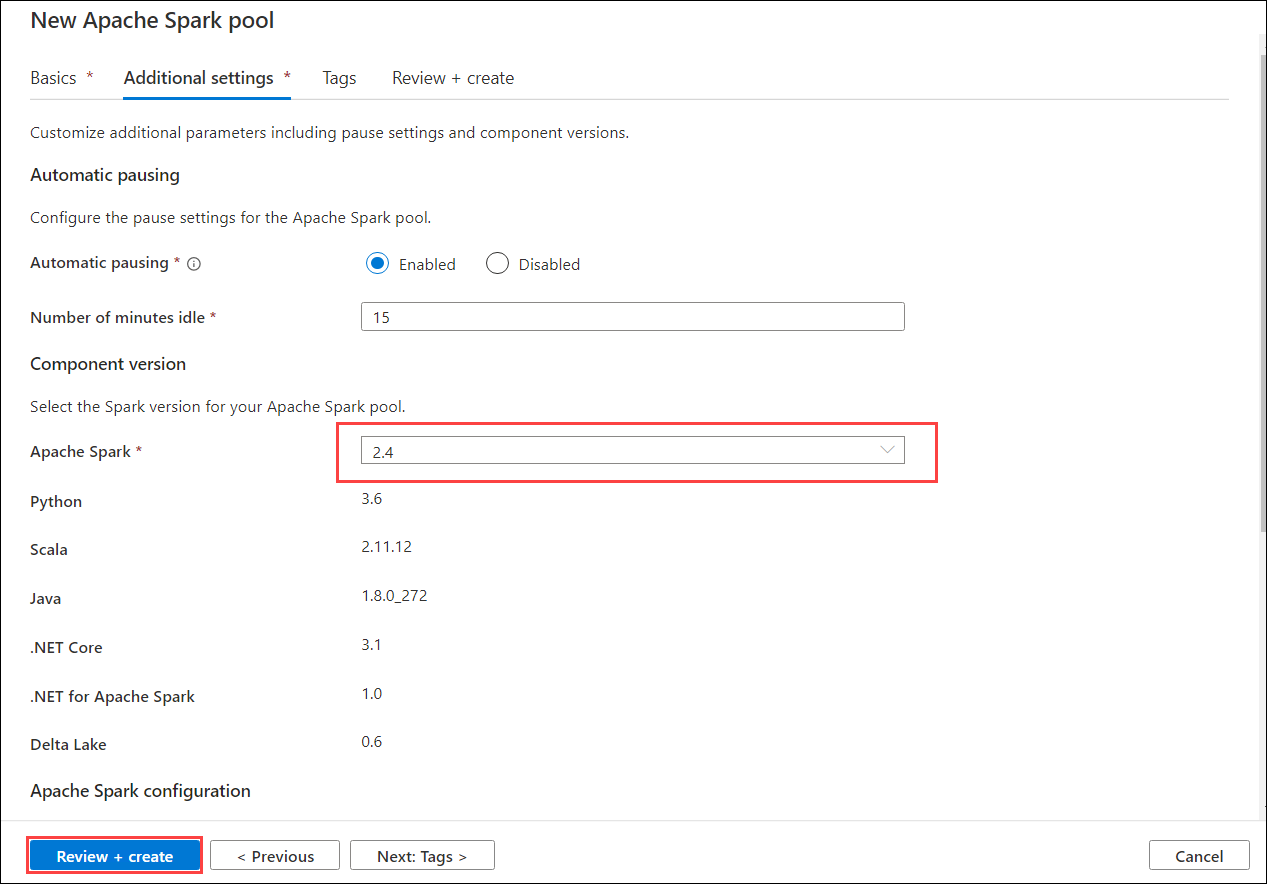 New Apache Spark pool
Basics * Additional settings * Tags Review + create
Customize additional parameters including pause settings and component versions.
Automatic pausing
Configure the pause settings for the Apache Spark pool.
Automatic pausing * Enabled Disabled
Number of minutes idle * 15
Component version
Select the Spark version for your Apache Spark pool.
Apache Spark * 2.4
Python 3.6
Scala 2.11.12
Java 1.8.0_272
.NET Core 3.1
.NET for Apache Spark 1.0
Delta Lake 0.6
Apache Spark configuration
Review + create < Previous Next: Tags > Cancel